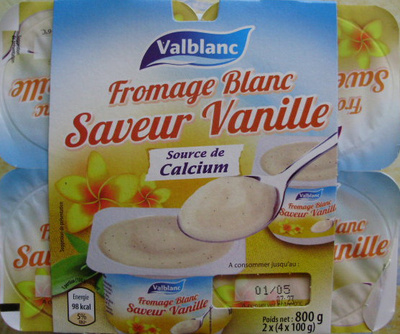 Valblanc
Fromage Blanc
Saveur Vanille
Source de
Calcium
Valblanc
Fromage Blanc
Saveur Vanille
A consommer jusqu'au :
01/05
Valblanc
Fromage Blanc
Saveur Vanille
Energie
98 kcal
5%
Poids net : 800 g
2 x (4 x 100 g)